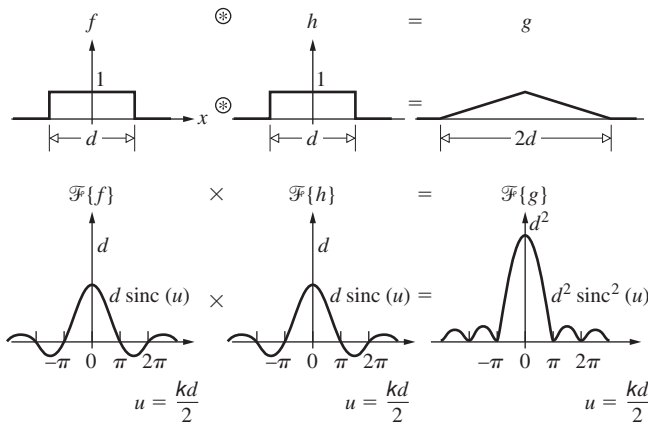 f ⊛ h = g
1 1
x ⊛ =
d d 2d
ℱ{f} × ℱ{h} = ℱ{g}
d d d²
d sinc (u) × d sinc (u) = d² sinc² (u)
−π 0 π 2π −π 0 π 2π −π 0 π 2π
u = kd/2 u = kd/2 u = kd/2